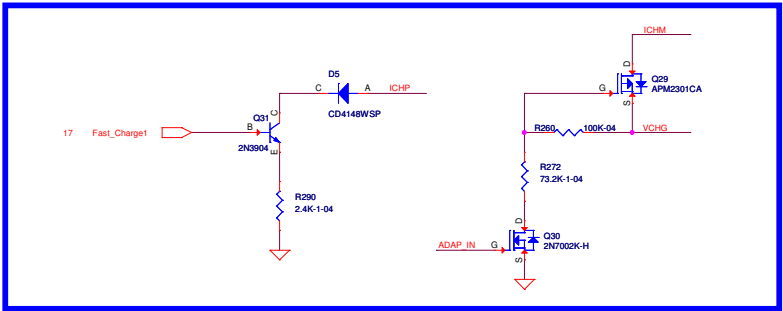 ICHM
D
D5
Q29
C
A
ICHP
G
APM2301CA
S
C
CD4148WSP
Q31
17
Fast_Charge1
B
R260
100K-04
VCHG
2N3904
E
R272
73.2K-1-04
R290
2.4K-1-04
D
Q30
ADAP_IN
G
2N7002K-H
S